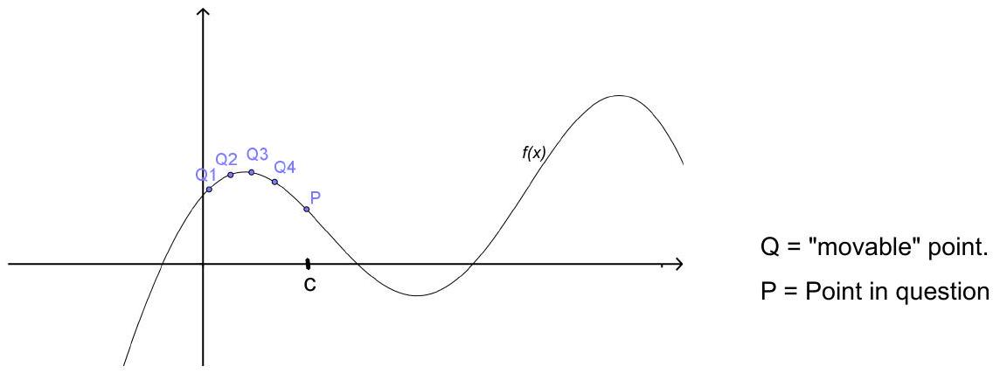 Q1
Q2
Q3
Q4
P
f(x)
c
Q = "movable" point.
P = Point in question